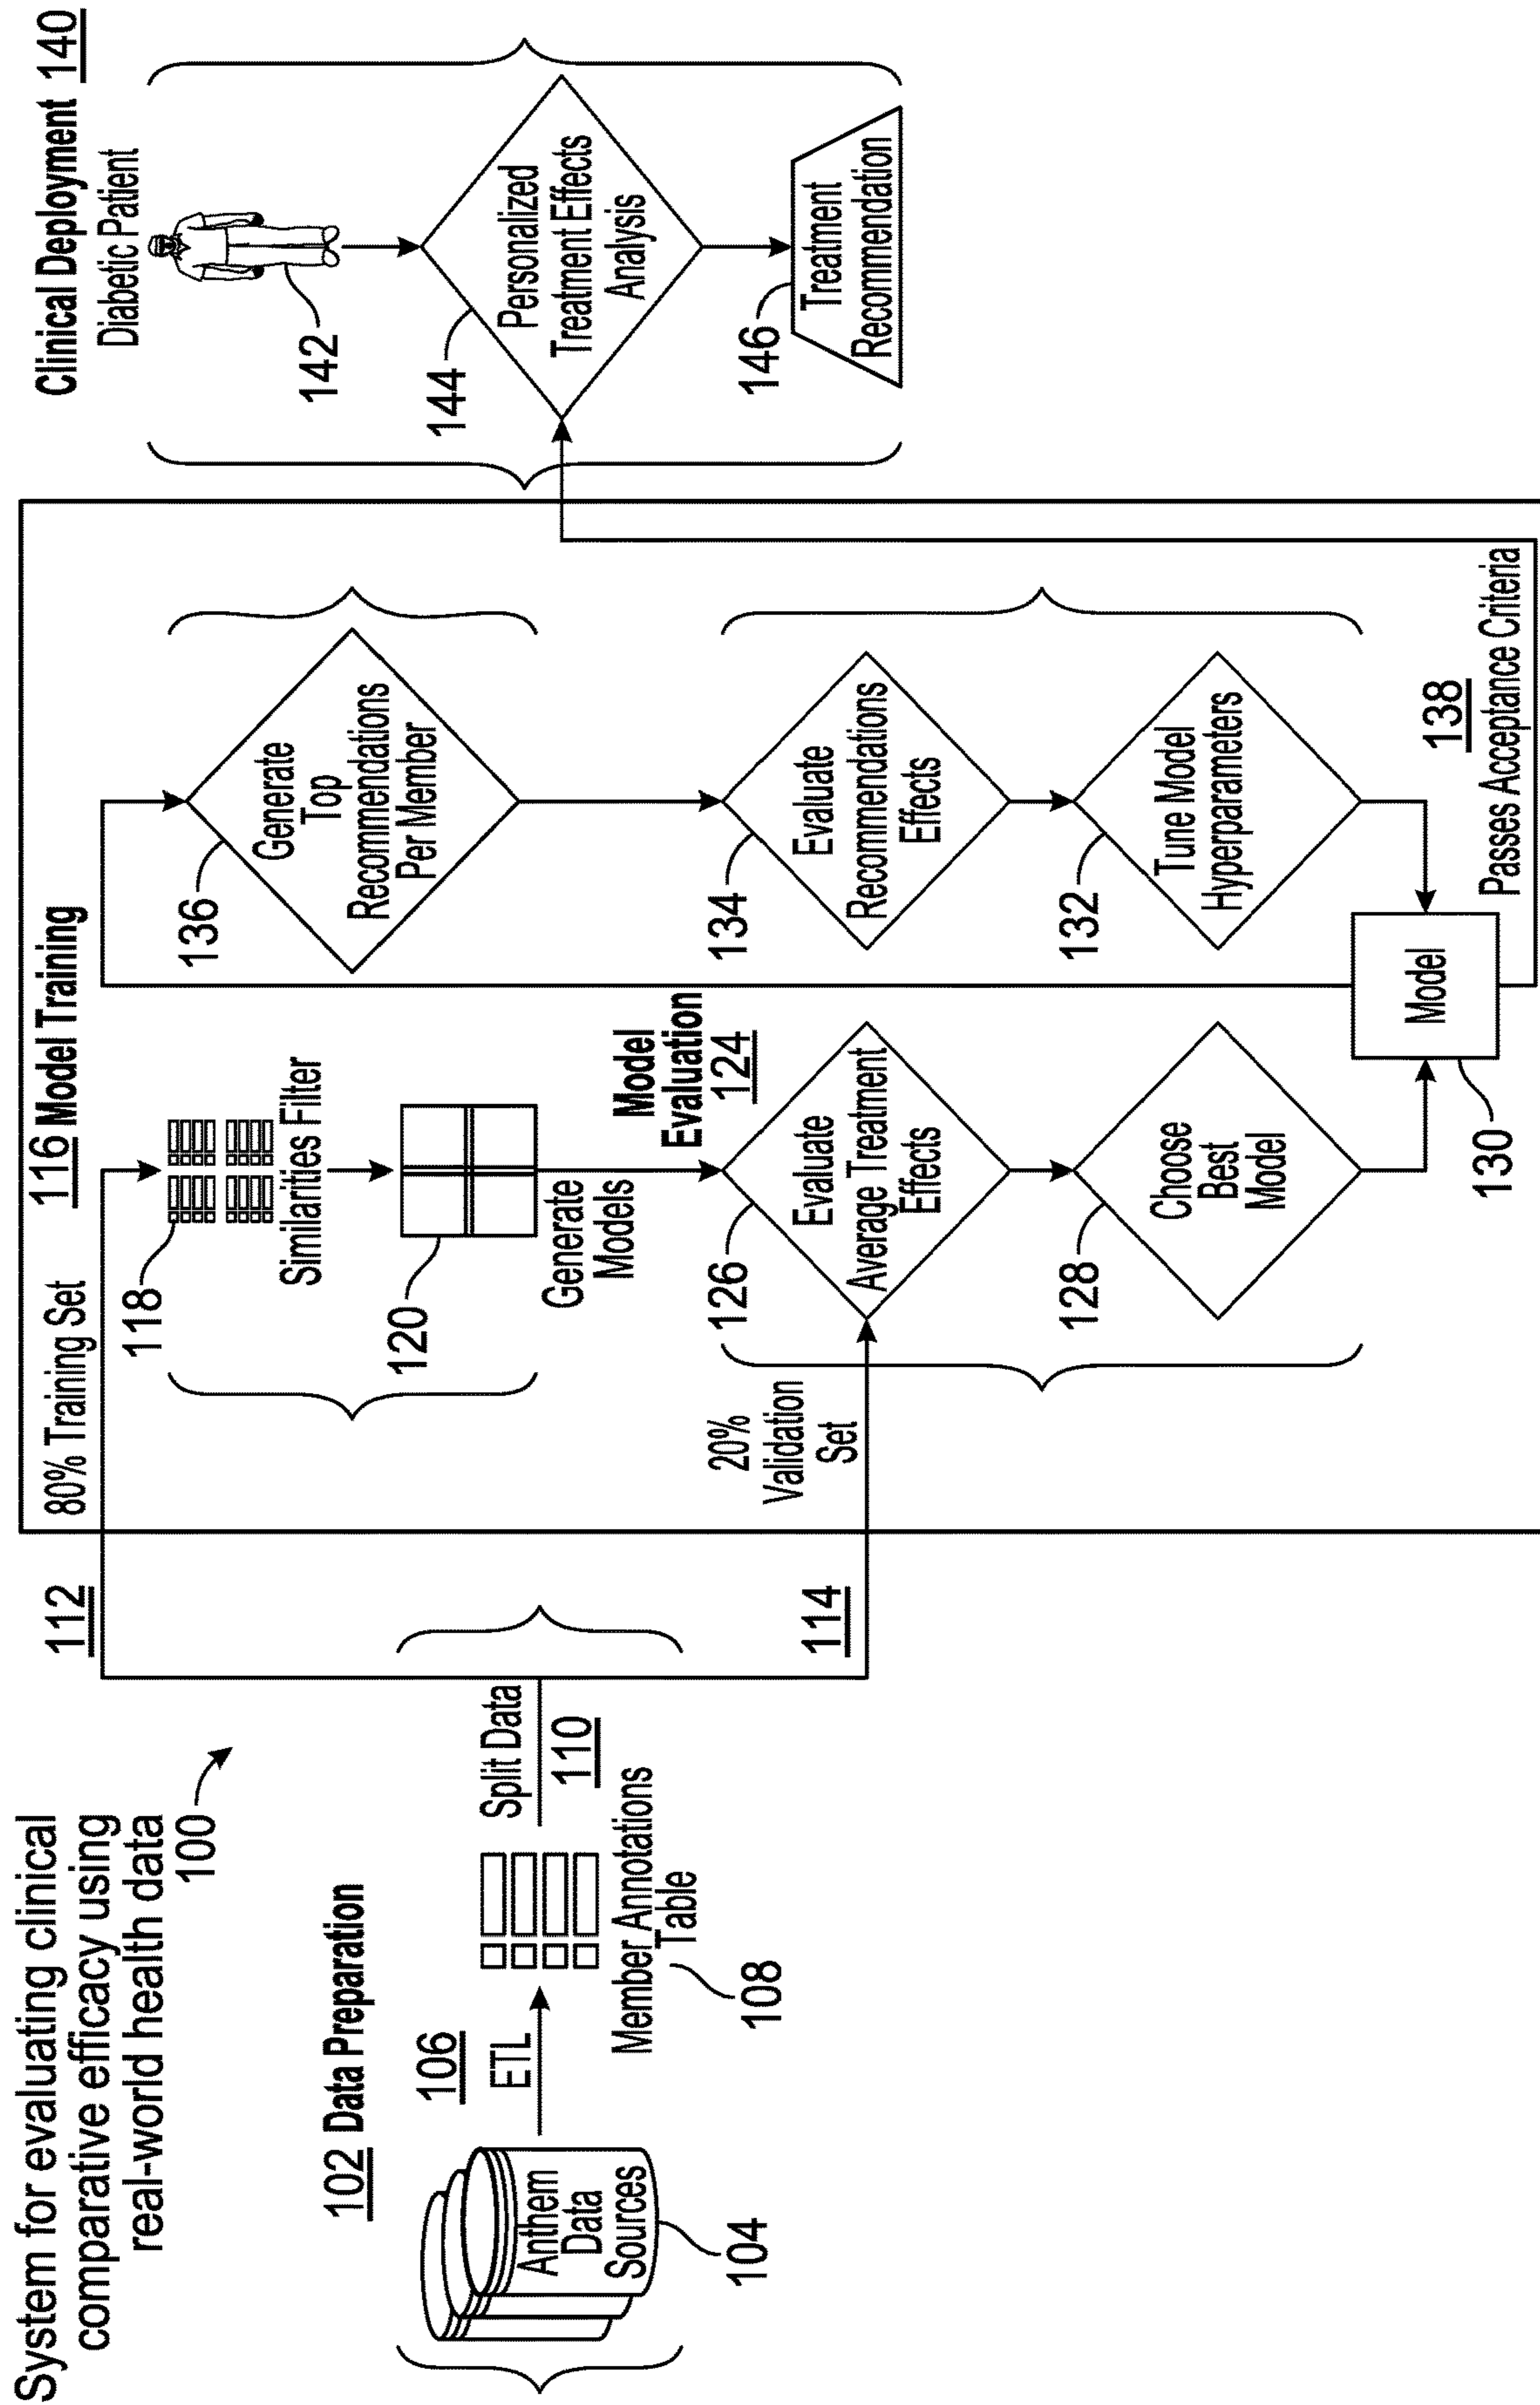 System for evaluating clinical
comparative efficacy using
real-world health data
100
102 Data Preparation
Anthem
Data
Sources
104
106
ETL
Member Annotations
Table
108
Split Data
110
112
114
116 Model Training
80% Training Set
118
Similarities Filter
120
Generate
Models
20%
Validation
Set
Model
Evaluation
124
126
Evaluate
Average Treatment
Effects
128
Choose
Best
Model
130
Model
136
Generate
Top
Recommendations
Per Member
134
Evaluate
Recommendations
Effects
132
Tune Model
Hyperparameters
138
Passes Acceptance Criteria
Clinical Deployment 140
Diabetic Patient
142
144
Personalized
Treatment Effects
Analysis
146
Treatment
Recommendation